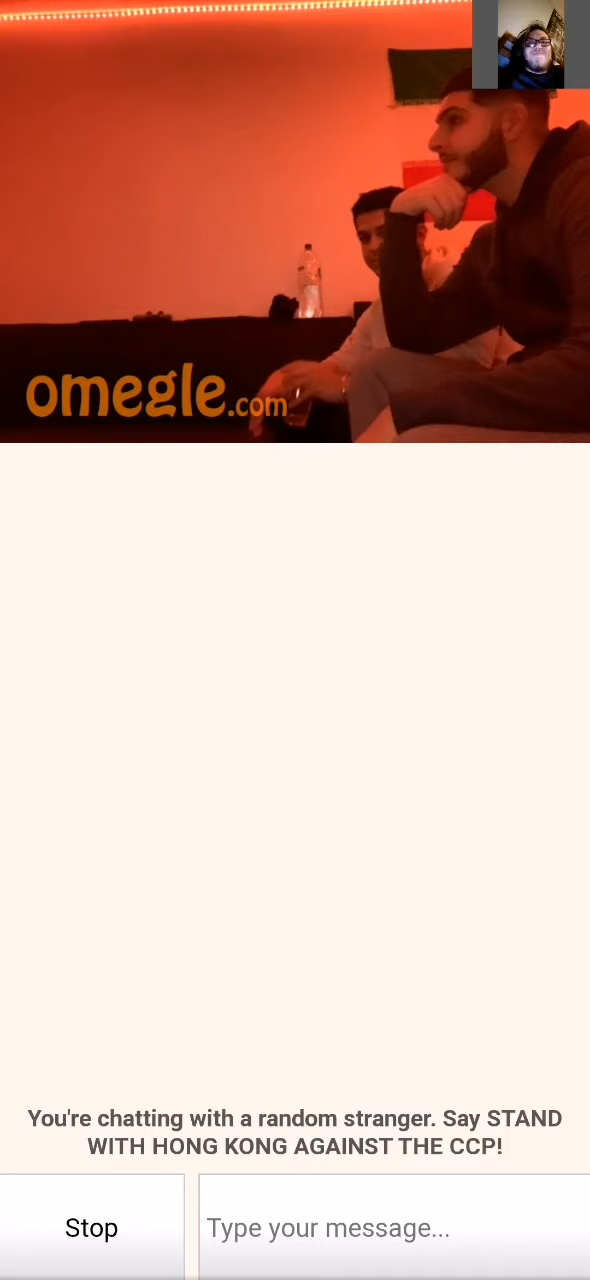 omegle.com
You're chatting with a random stranger. Say STAND
WITH HONG KONG AGAINST THE CCP!
Stop
Type your message...